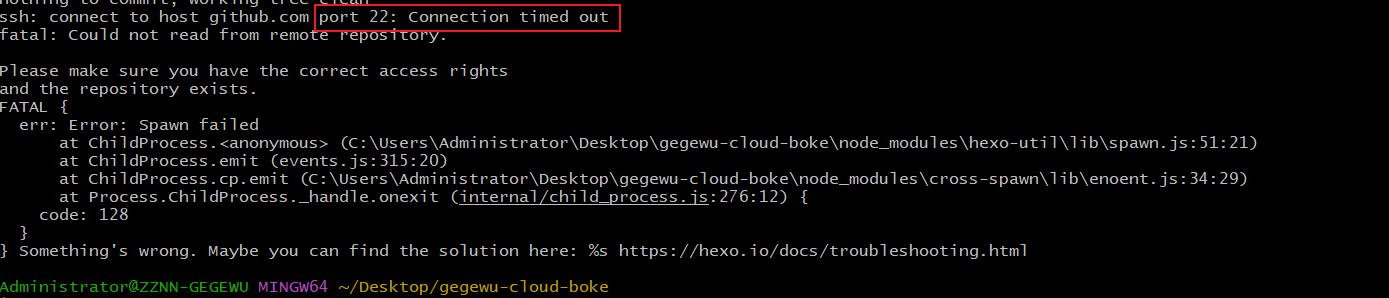 nothing to commit, working tree clean
ssh: connect to host github.com port 22: Connection timed out
fatal: Could not read from remote repository.
Please make sure you have the correct access rights
and the repository exists.
FATAL {
  err: Error: Spawn failed
      at ChildProcess.<anonymous> (C:\Users\Administrator\Desktop\gegewu-cloud-boke\node_modules\hexo-util\lib\spawn.js:51:21)
      at ChildProcess.emit (events.js:315:20)
      at ChildProcess.cp.emit (C:\Users\Administrator\Desktop\gegewu-cloud-boke\node_modules\cross-spawn\lib\enoent.js:34:29)
      at Process.ChildProcess._handle.onexit (internal/child_process.js:276:12) {
    code: 128
  }
} Something's wrong. Maybe you can find the solution here: %s https://hexo.io/docs/troubleshooting.html
Administrator@ZZNN-GEGEWU MINGW64 ~/Desktop/gegewu-cloud-boke